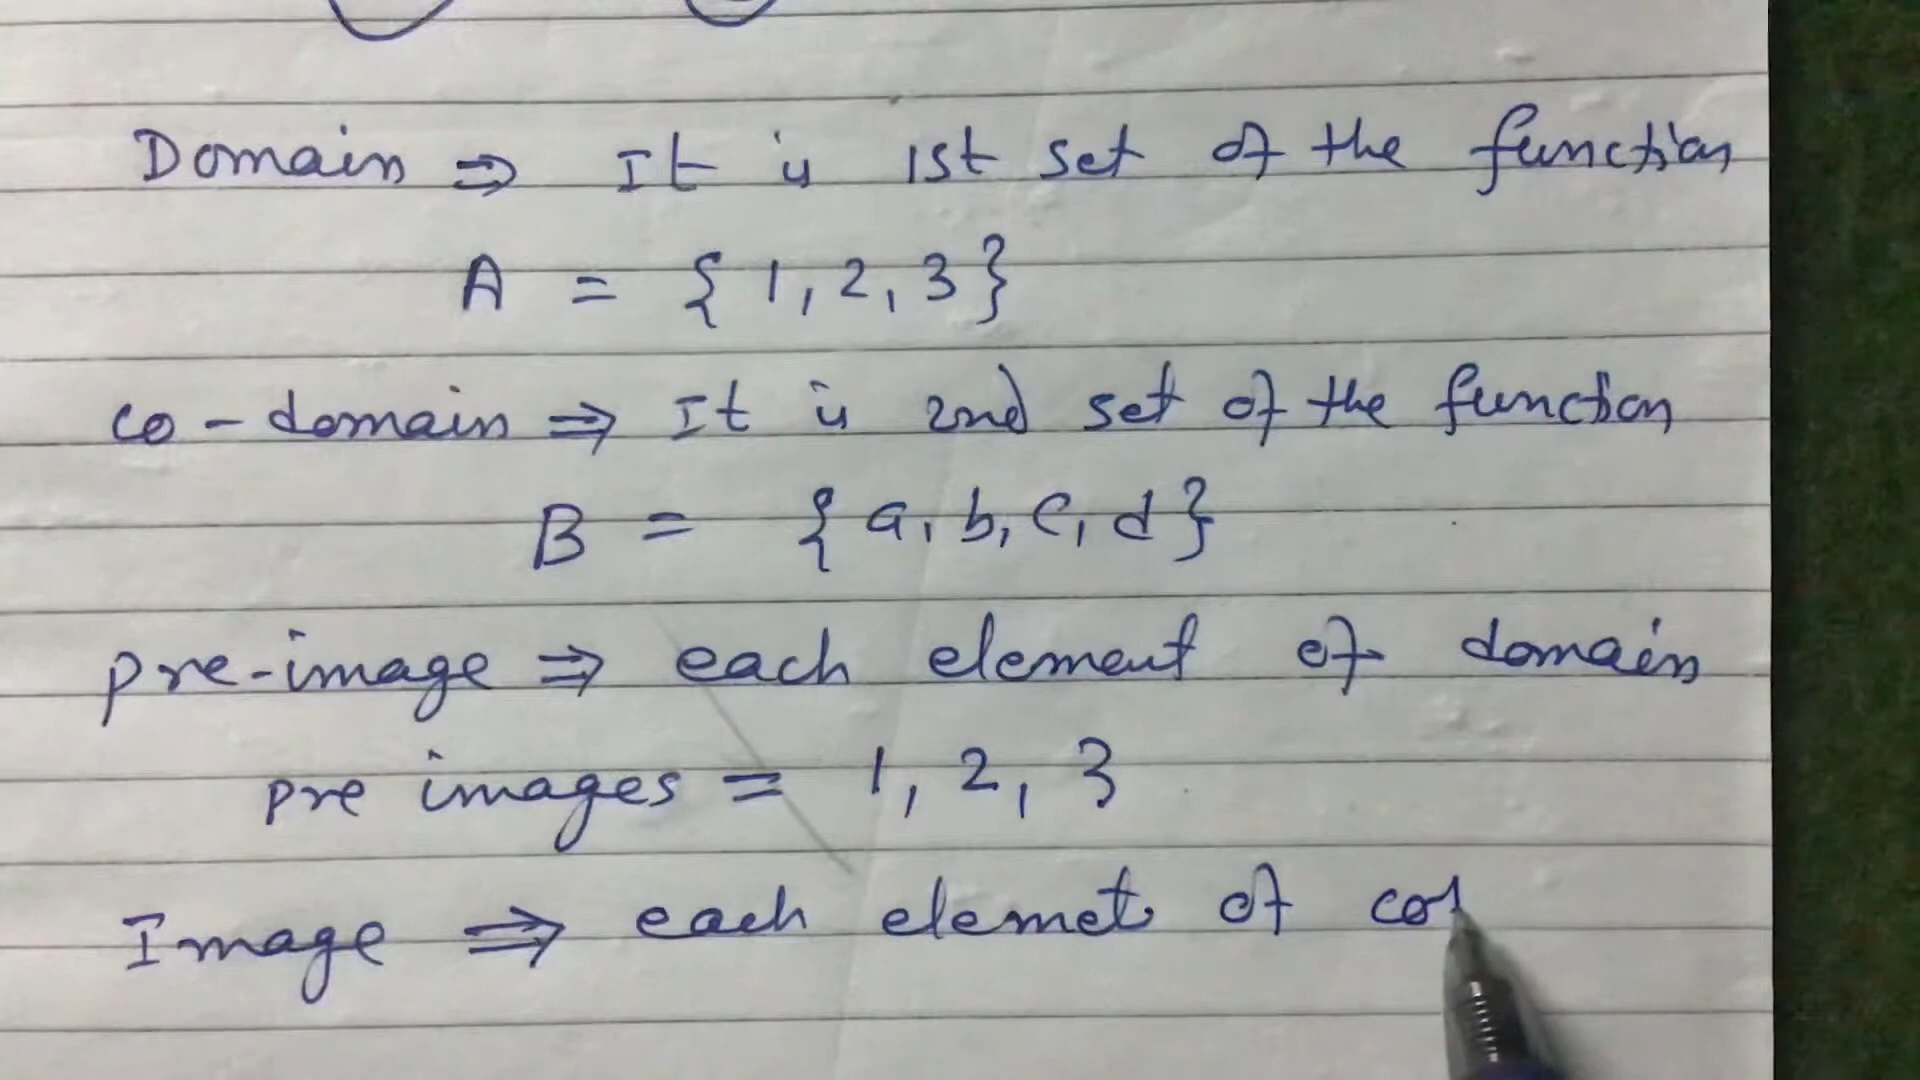 Domain ⇒ It is 1st set of the function
A = { 1, 2, 3 }
co-domain ⇒ It is 2nd set of the function
B = { a, b, c, d }
pre-image ⇒ each element of domain
pre images = 1, 2, 3
Image ⇒ each elemet of